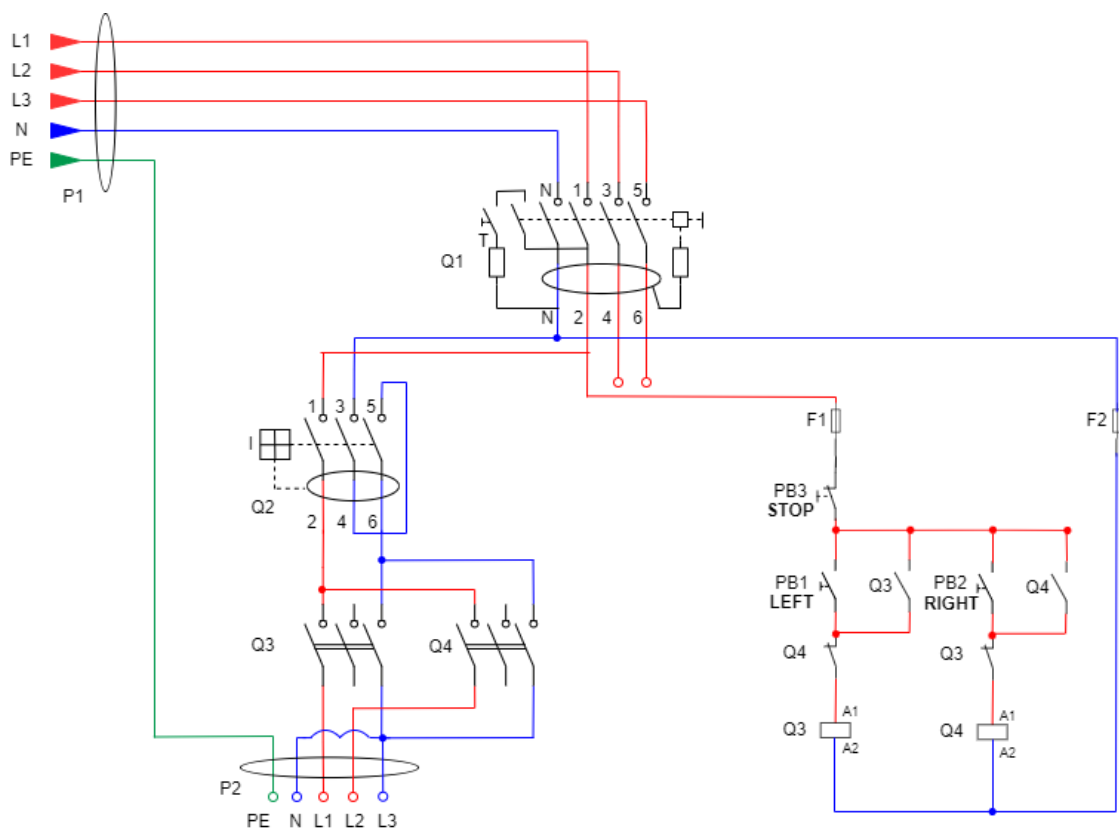 L1
L2
L3
N
PE
P1
N 1 3 5
T
Q1
N 2 4 6
1 3 5
I
Q2
2 4 6
F1
F2
PB3
STOP
PB1
LEFT
Q3
PB2
RIGHT
Q4
Q3
Q4
Q4
Q3
Q3
A1
A2
Q4
A1
A2
P2
PE N L1 L2 L3